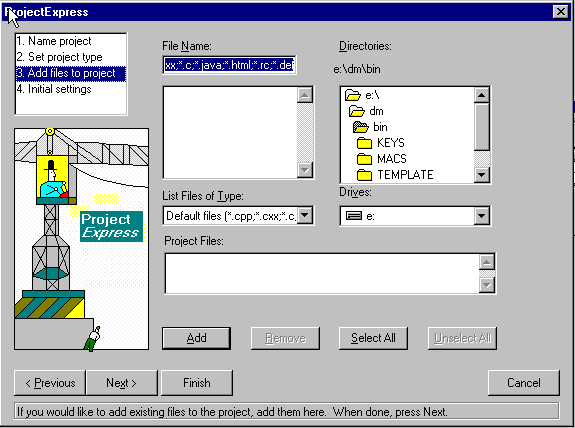 ProjectExpress
1. Name project
2. Set project type
3. Add files to project
4. Initial settings
Project
Express
File Name:
xx;*.c;*.java;*.html;*.rc;*.def
Directories:
e:\dm\bin
e:\
dm
bin
KEYS
MACS
TEMPLATE
List Files of Type:
Default files (*.cpp;*.cxx;*.c,
Drives:
e:
Project Files:
Add
Remove
Select All
Unselect All
< Previous
Next >
Finish
Cancel
If you would like to add existing files to the project, add them here.  When done, press Next.